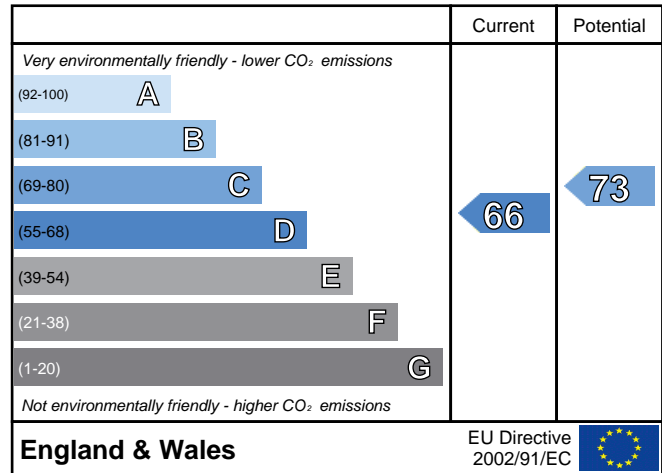 Current Potential
Very environmentally friendly - lower CO₂ emissions
(92-100) A
(81-91) B
(69-80) C
(55-68) D
(39-54) E
(21-38) F
(1-20) G
66
73
Not environmentally friendly - higher CO₂ emissions
England & Wales
EU Directive
2002/91/EC